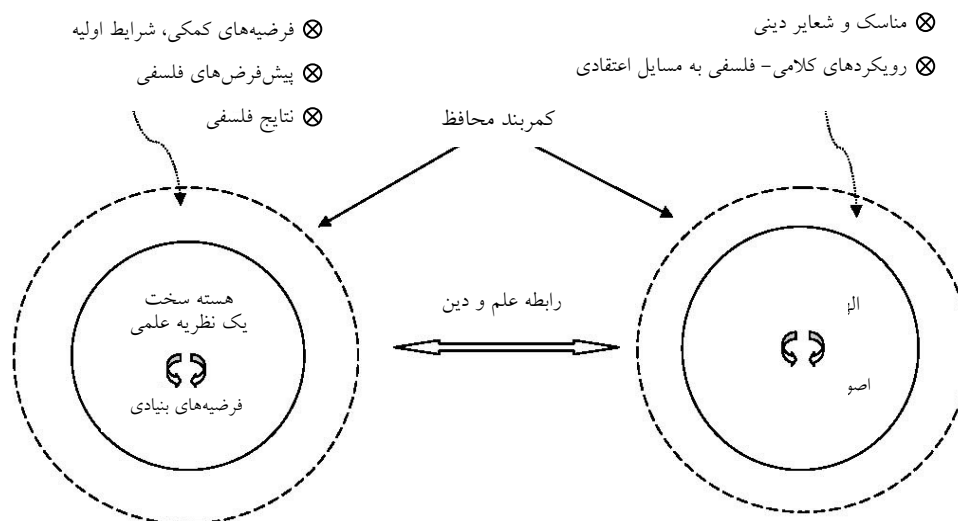 مناسک و شعایر دینی
رویکردهای کلامی– فلسفی به مسایل اعتقادی
فرضیه‌های کمکی، شرایط اولیه
پیش‌فرض‌های فلسفی
نتایج فلسفی
کمربند محافظ
رابطه علم و دین
هسته سخت
یک نظریه علمی
فرضیه‌های بنیادی